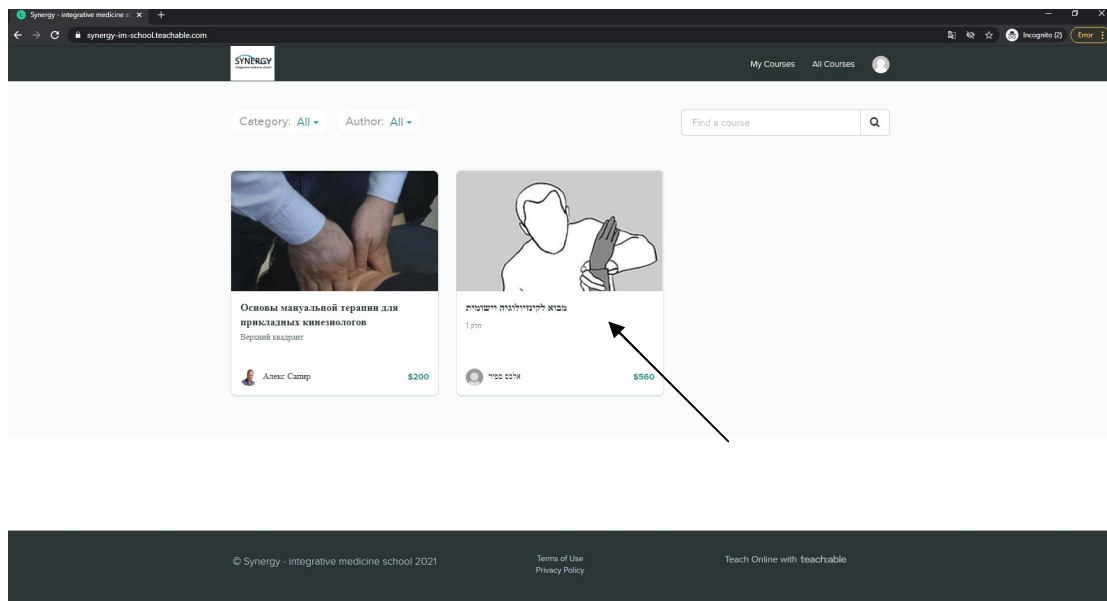 Synergy - integrative medicine s
synergy-im-school.teachable.com
Incognito (2)
Error
SYNERGY
My Courses
All Courses
Category: All
Author: All
Find a course
Основы мануальной терапии для
прикладных кинезиологов
Верхний квадрант
Алекс Сапир
$200
מבוא לקינזיולוגיה יישומית
חלק 1
אלכס ספיר
$560
© Synergy - integrative medicine school 2021
Terms of Use
Privacy Policy
Teach Online with teach:able